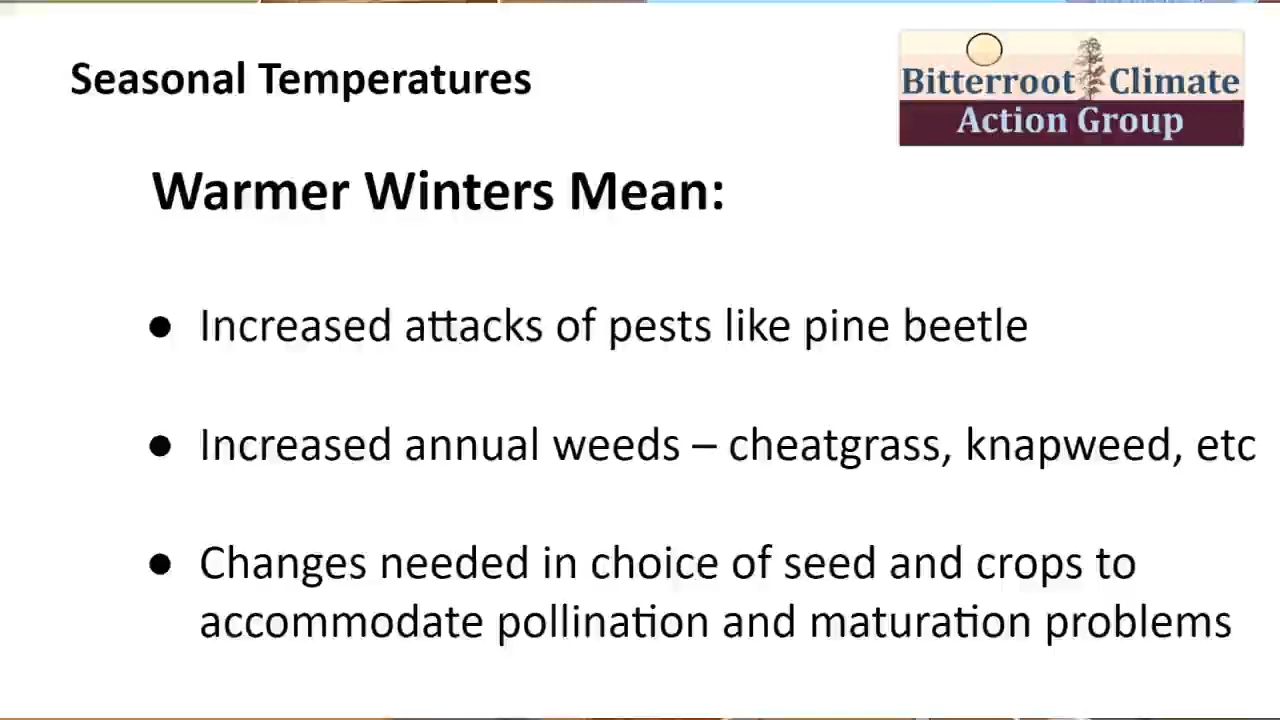 Seasonal Temperatures
Bitterroot Climate
Action Group
Warmer Winters Mean:
● Increased attacks of pests like pine beetle
● Increased annual weeds – cheatgrass, knapweed, etc
● Changes needed in choice of seed and crops to
accommodate pollination and maturation problems